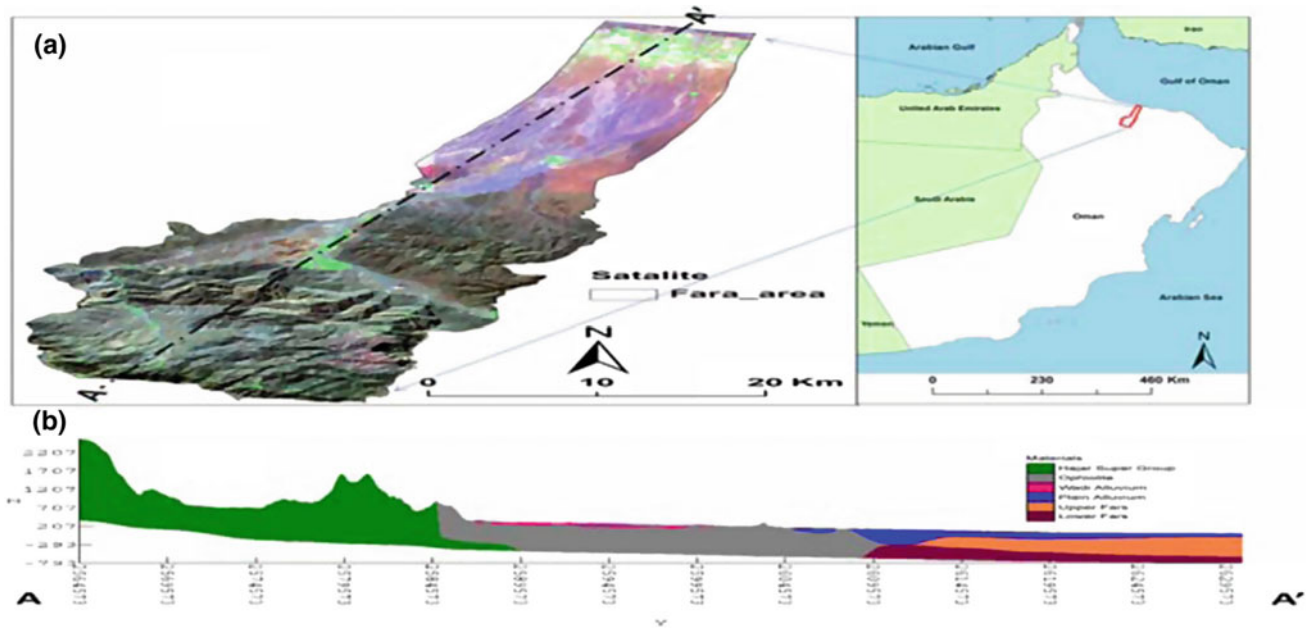 (a)
A'
Satalite
Fara_area
N
0 10 20 Km
A
Iran
Arabian Gulf
Gulf of Oman
United Arab Emirates
Saudi Arabia
Oman
Arabian Sea
Yemen
N
0 230 460 Km
(b)
2207
1707
1207
707
207
-293
-793
Z
Materials
Hajar Super Group
Ophiolite
Wadi Alluvium
Plain Alluvium
Upper Fars
Lower Fars
A
A'
Y